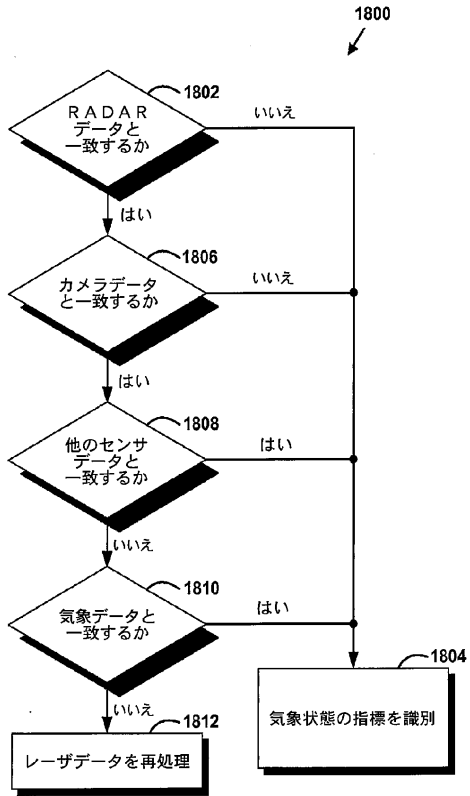 1800
1802
ＲＡＤＡＲ
データと
一致するか
いいえ
はい
1806
カメラデータ
と一致するか
いいえ
はい
1808
他のセンサ
データと
一致するか
はい
いいえ
1810
気象データと
一致するか
はい
いいえ
1804
気象状態の指標を識別
1812
レーザデータを再処理